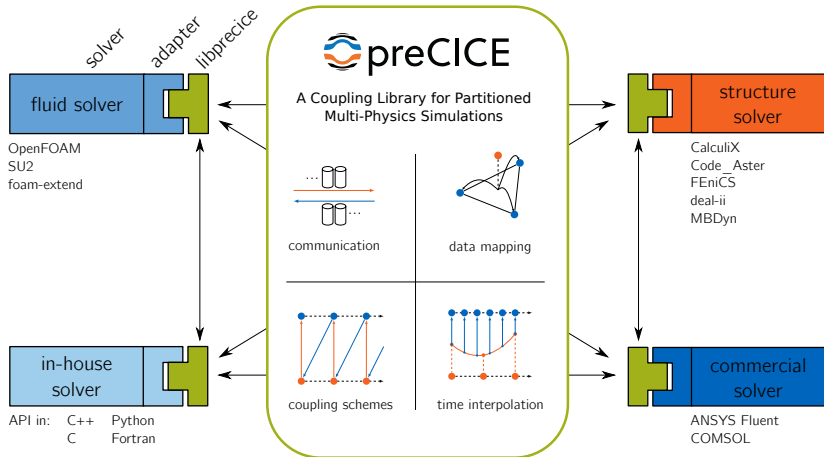 solver
adapter
libprecice
fluid solver
OpenFOAM
SU2
foam-extend
preCICE
A Coupling Library for Partitioned
Multi-Physics Simulations
...
...
communication
data mapping
coupling schemes
time interpolation
structure
solver
CalculiX
Code_Aster
FEniCS
deal-ii
MBDyn
in-house
solver
API in: C++ Python
C Fortran
commercial
solver
ANSYS Fluent
COMSOL